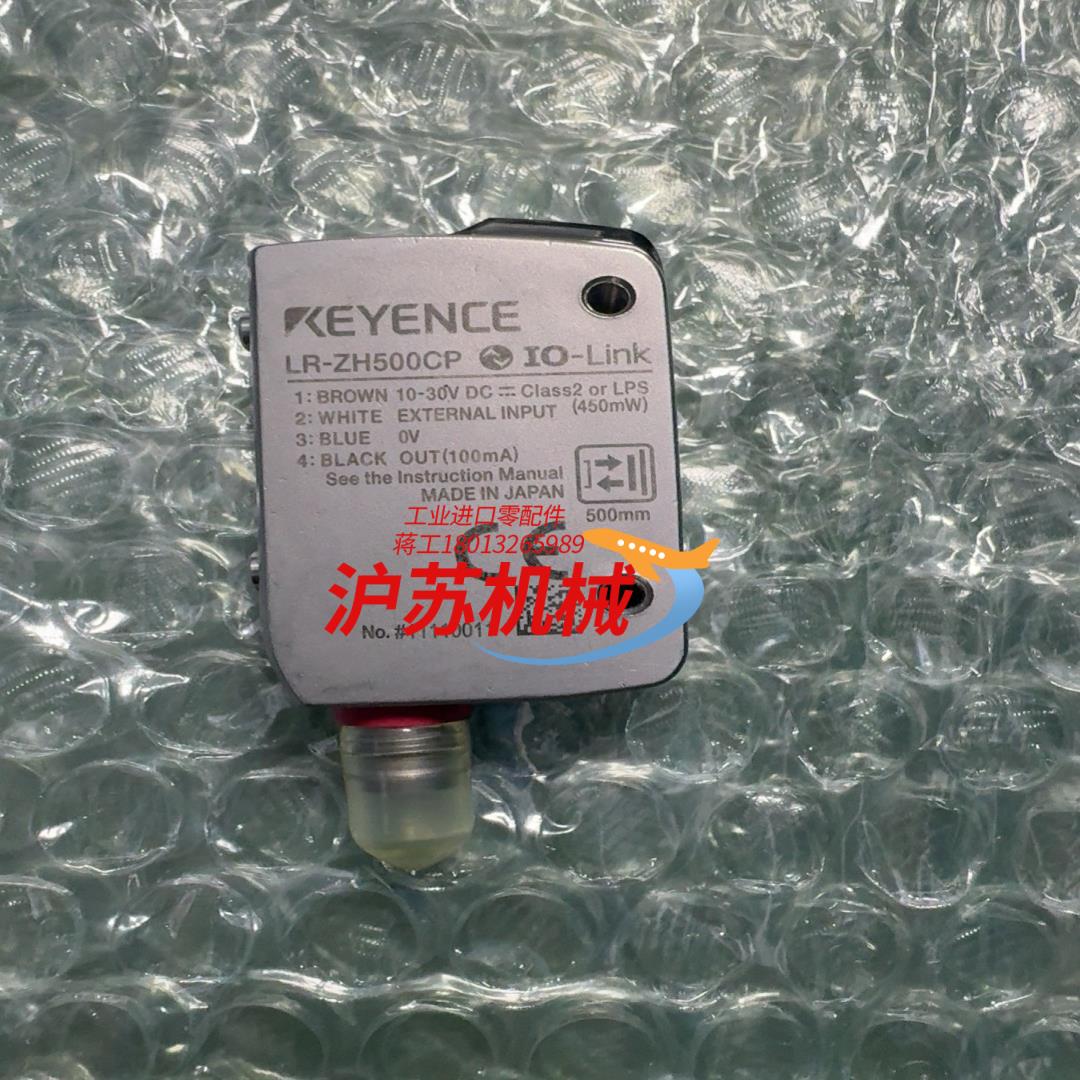 KEYENCE
LR-ZH500CP IO-Link
1: BROWN 10-30V DC Class2 or LPS
2: WHITE EXTERNAL INPUT (450mW)
3: BLUE 0V
4: BLACK OUT(100mA)
See the Instruction Manual
MADE IN JAPAN
500mm
工业进口零配件
CE
蒋工18013265989
沪苏机械
No.